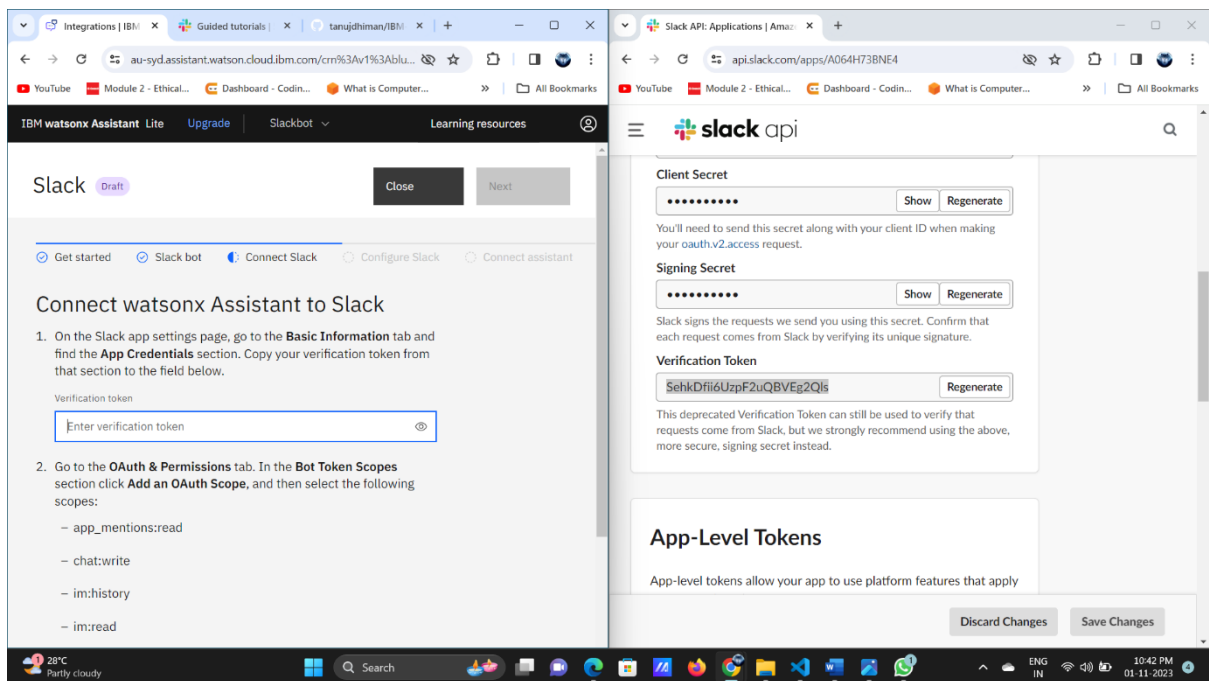 Integrations | IBM
Guided tutorials |
tanujdhiman/IBM
au-syd.assistant.watson.cloud.ibm.com/crn%3Av1%3Ablu...
YouTube
Module 2 - Ethical...
Dashboard - Codin...
What is Computer...
»
All Bookmarks
IBM watsonx Assistant Lite
Upgrade
Slackbot
Learning resources
Slack
Draft
Close
Next
Get started
Slack bot
Connect Slack
Configure Slack
Connect assistant
Connect watsonx Assistant to Slack
1. On the Slack app settings page, go to the Basic Information tab and
find the App Credentials section. Copy your verification token from
that section to the field below.
Verification token
Enter verification token
2. Go to the OAuth & Permissions tab. In the Bot Token Scopes
section click Add an OAuth Scope, and then select the following
scopes:
– app_mentions:read
– chat:write
– im:history
– im:read
Slack API: Applications | Amaz
api.slack.com/apps/A064H73BNE4
YouTube
Module 2 - Ethical...
Dashboard - Codin...
What is Computer...
»
All Bookmarks
slack api
Client Secret
••••••••••
Show
Regenerate
You'll need to send this secret along with your client ID when making
your oauth.v2.access request.
Signing Secret
••••••••••
Show
Regenerate
Slack signs the requests we send you using this secret. Confirm that
each request comes from Slack by verifying its unique signature.
Verification Token
SehkDfii6UzpF2uQBVEg2Qls
Regenerate
This deprecated Verification Token can still be used to verify that
requests come from Slack, but we strongly recommend using the above,
more secure, signing secret instead.
App-Level Tokens
App-level tokens allow your app to use platform features that apply
Discard Changes
Save Changes
1
28°C
Partly cloudy
Search
ENG
IN
10:42 PM
01-11-2023
4